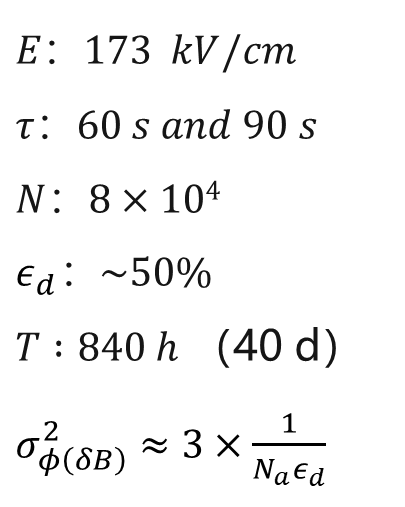 E: 173 kV/cm
τ: 60 s and 90 s
N: 8 × 10⁴
ϵ_d: ~50%
T : 840 h (40 d)
σ²_ϕ(δB) ≈ 3 × 1/(N_a ϵ_d)